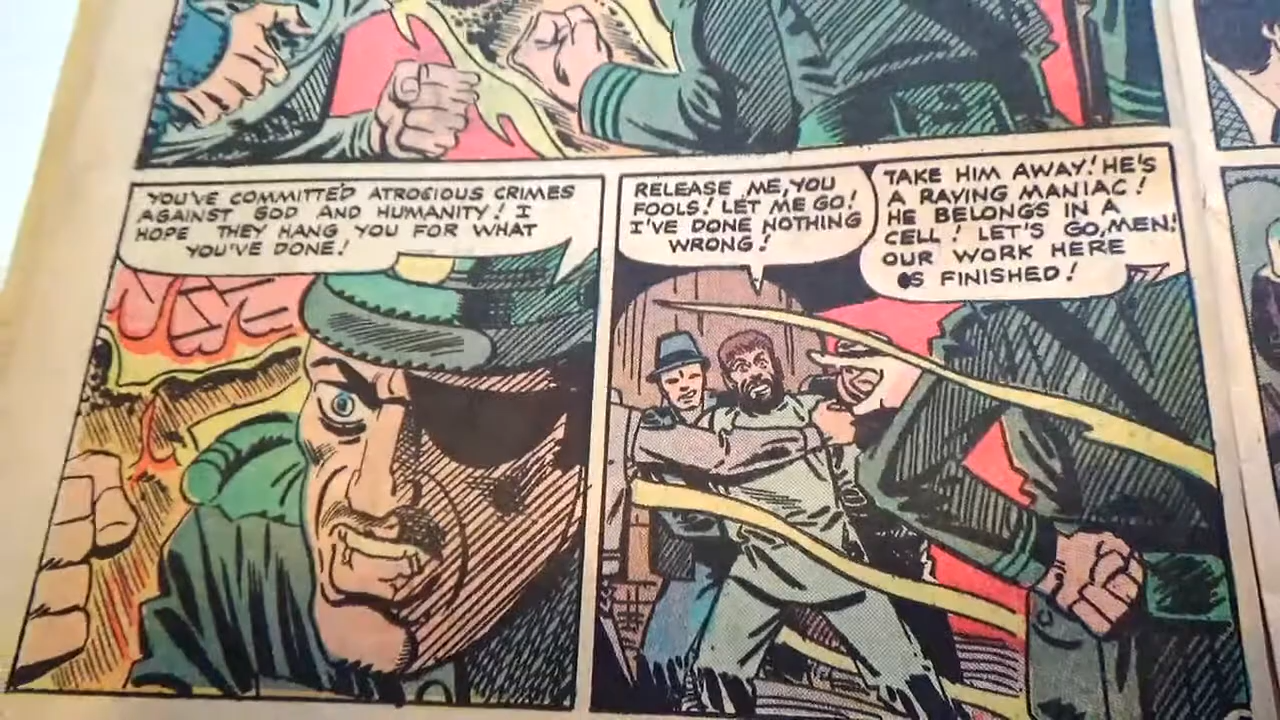 YOU'VE COMMITTED ATROCIOUS CRIMES
AGAINST GOD AND HUMANITY! I
HOPE THEY HANG YOU FOR WHAT
YOU'VE DONE!
RELEASE ME, YOU
FOOLS! LET ME GO!
I'VE DONE NOTHING
WRONG!
TAKE HIM AWAY! HE'S
A RAVING MANIAC!
HE BELONGS IN A
CELL! LET'S GO, MEN!
OUR WORK HERE
IS FINISHED!